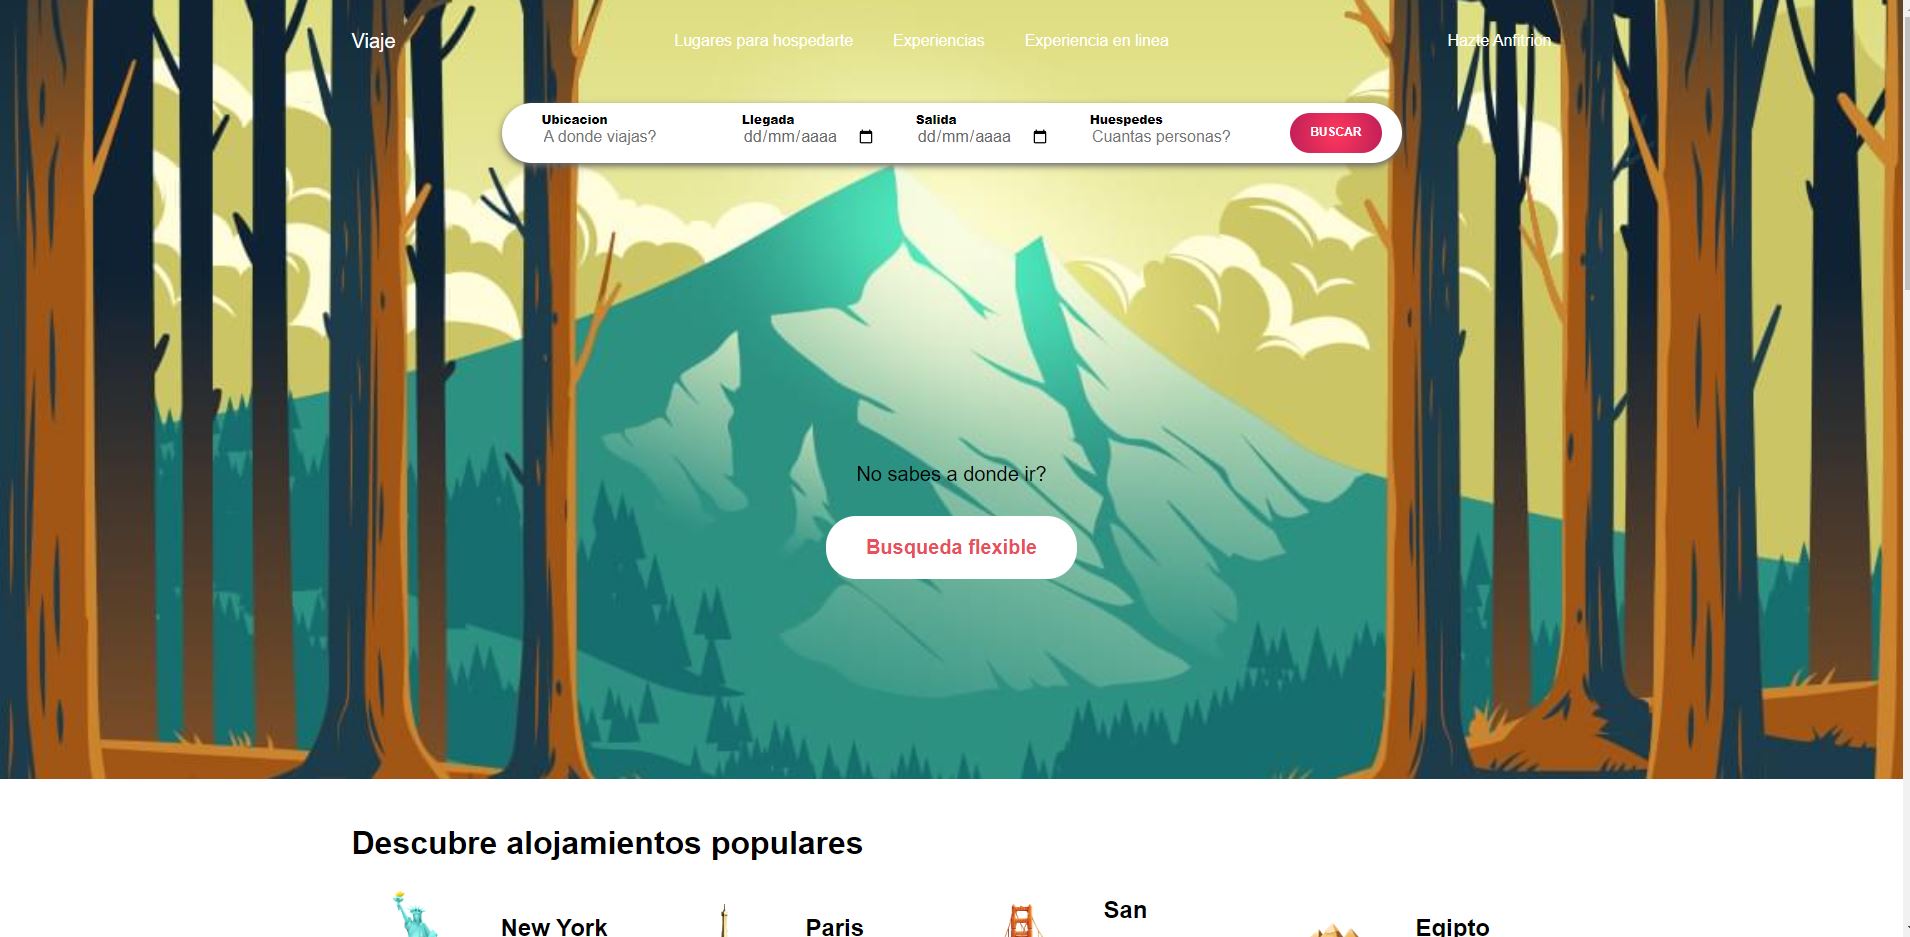 Viaje
Lugares para hospedarte
Experiencias
Experiencia en linea
Hazte Anfitrion
Ubicacion
A donde viajas?
Llegada
dd/mm/aaaa
Salida
dd/mm/aaaa
Huespedes
Cuantas personas?
BUSCAR
No sabes a donde ir?
Busqueda flexible
Descubre alojamientos populares
New York
Paris
San
Egipto